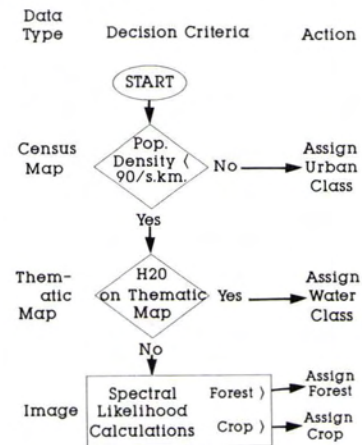 Data
Type
Decision Criteria
Action
START
Census
Map
Pop.
Density ⟨
90/s.km.
No
Assign
Urban
Class
Yes
Them-
atic
Map
H20
on Thematic
Map
Yes
Assign
Water
Class
No
Image
Spectral
Likelihood
Calculations
Forest ⟩
Crop ⟩
Assign
Forest
Assign
Crop